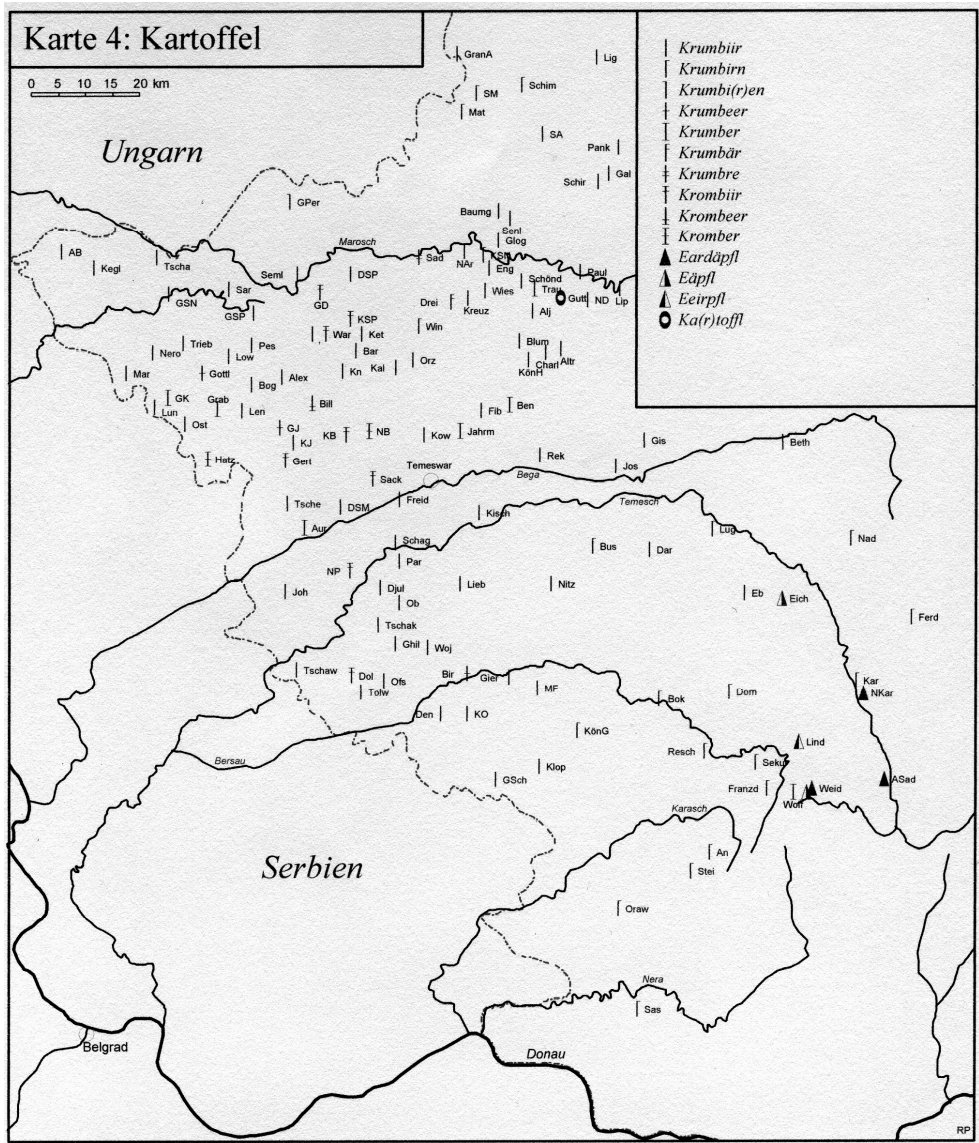 Karte 4: Kartoffel
0 5 10 15 20 km
Krumbiir
Krumbirn
Krumbi(r)en
Krumbeer
Krumber
Krumbär
Krumbre
Krombiir
Krombeer
Kromber
Eardäpfl
Eäpfl
Eeirpfl
Ka(r)toffl
Ungarn
GranA
Lig
SM
Schim
Mat
SA
Pank
Gal
Schir
GPer
Baumg
Glog
Marosch
AB
Kegl
Tscha
Seml
DSP
Sad
NAr
Eng
Schönd
Paul
GSN
Sar
GSP
GD
Drei
Kreuz
Wies
Trau
Gutt
ND
Lip
Alj
KSP
War
Ket
Win
Nero
Trieb
Low
Pes
Bar
Blum
Charl
Altr
Mar
Gottl
Bog
Alex
Kn
Kal
Orz
KönH
GK
Grab
Lun
Len
Bill
Fib
Ben
Ost
GJ
KJ
KB
NB
Kow
Jahrm
Gis
Beth
Hatz
Gert
Temeswar
Rek
Jos
Bega
Sack
Tsche
DSM
Freid
Kisch
Temesch
Aur
Lug
Nad
Schag
Par
Bus
Dar
NP
Joh
Djul
Lieb
Nitz
Eb
Eich
Ob
Ferd
Tschak
Ghil
Woj
Tschaw
Dol
Ofs
Bir
Gier
MF
Bok
Dom
Kar
NKar
Tolw
Den
KO
KönG
Lind
Resch
Seku
Bersau
Klop
GSch
Franzd
Wolf
Weid
ASad
Karasch
Serbien
An
Stei
Oraw
Nera
Sas
Belgrad
Donau
RP